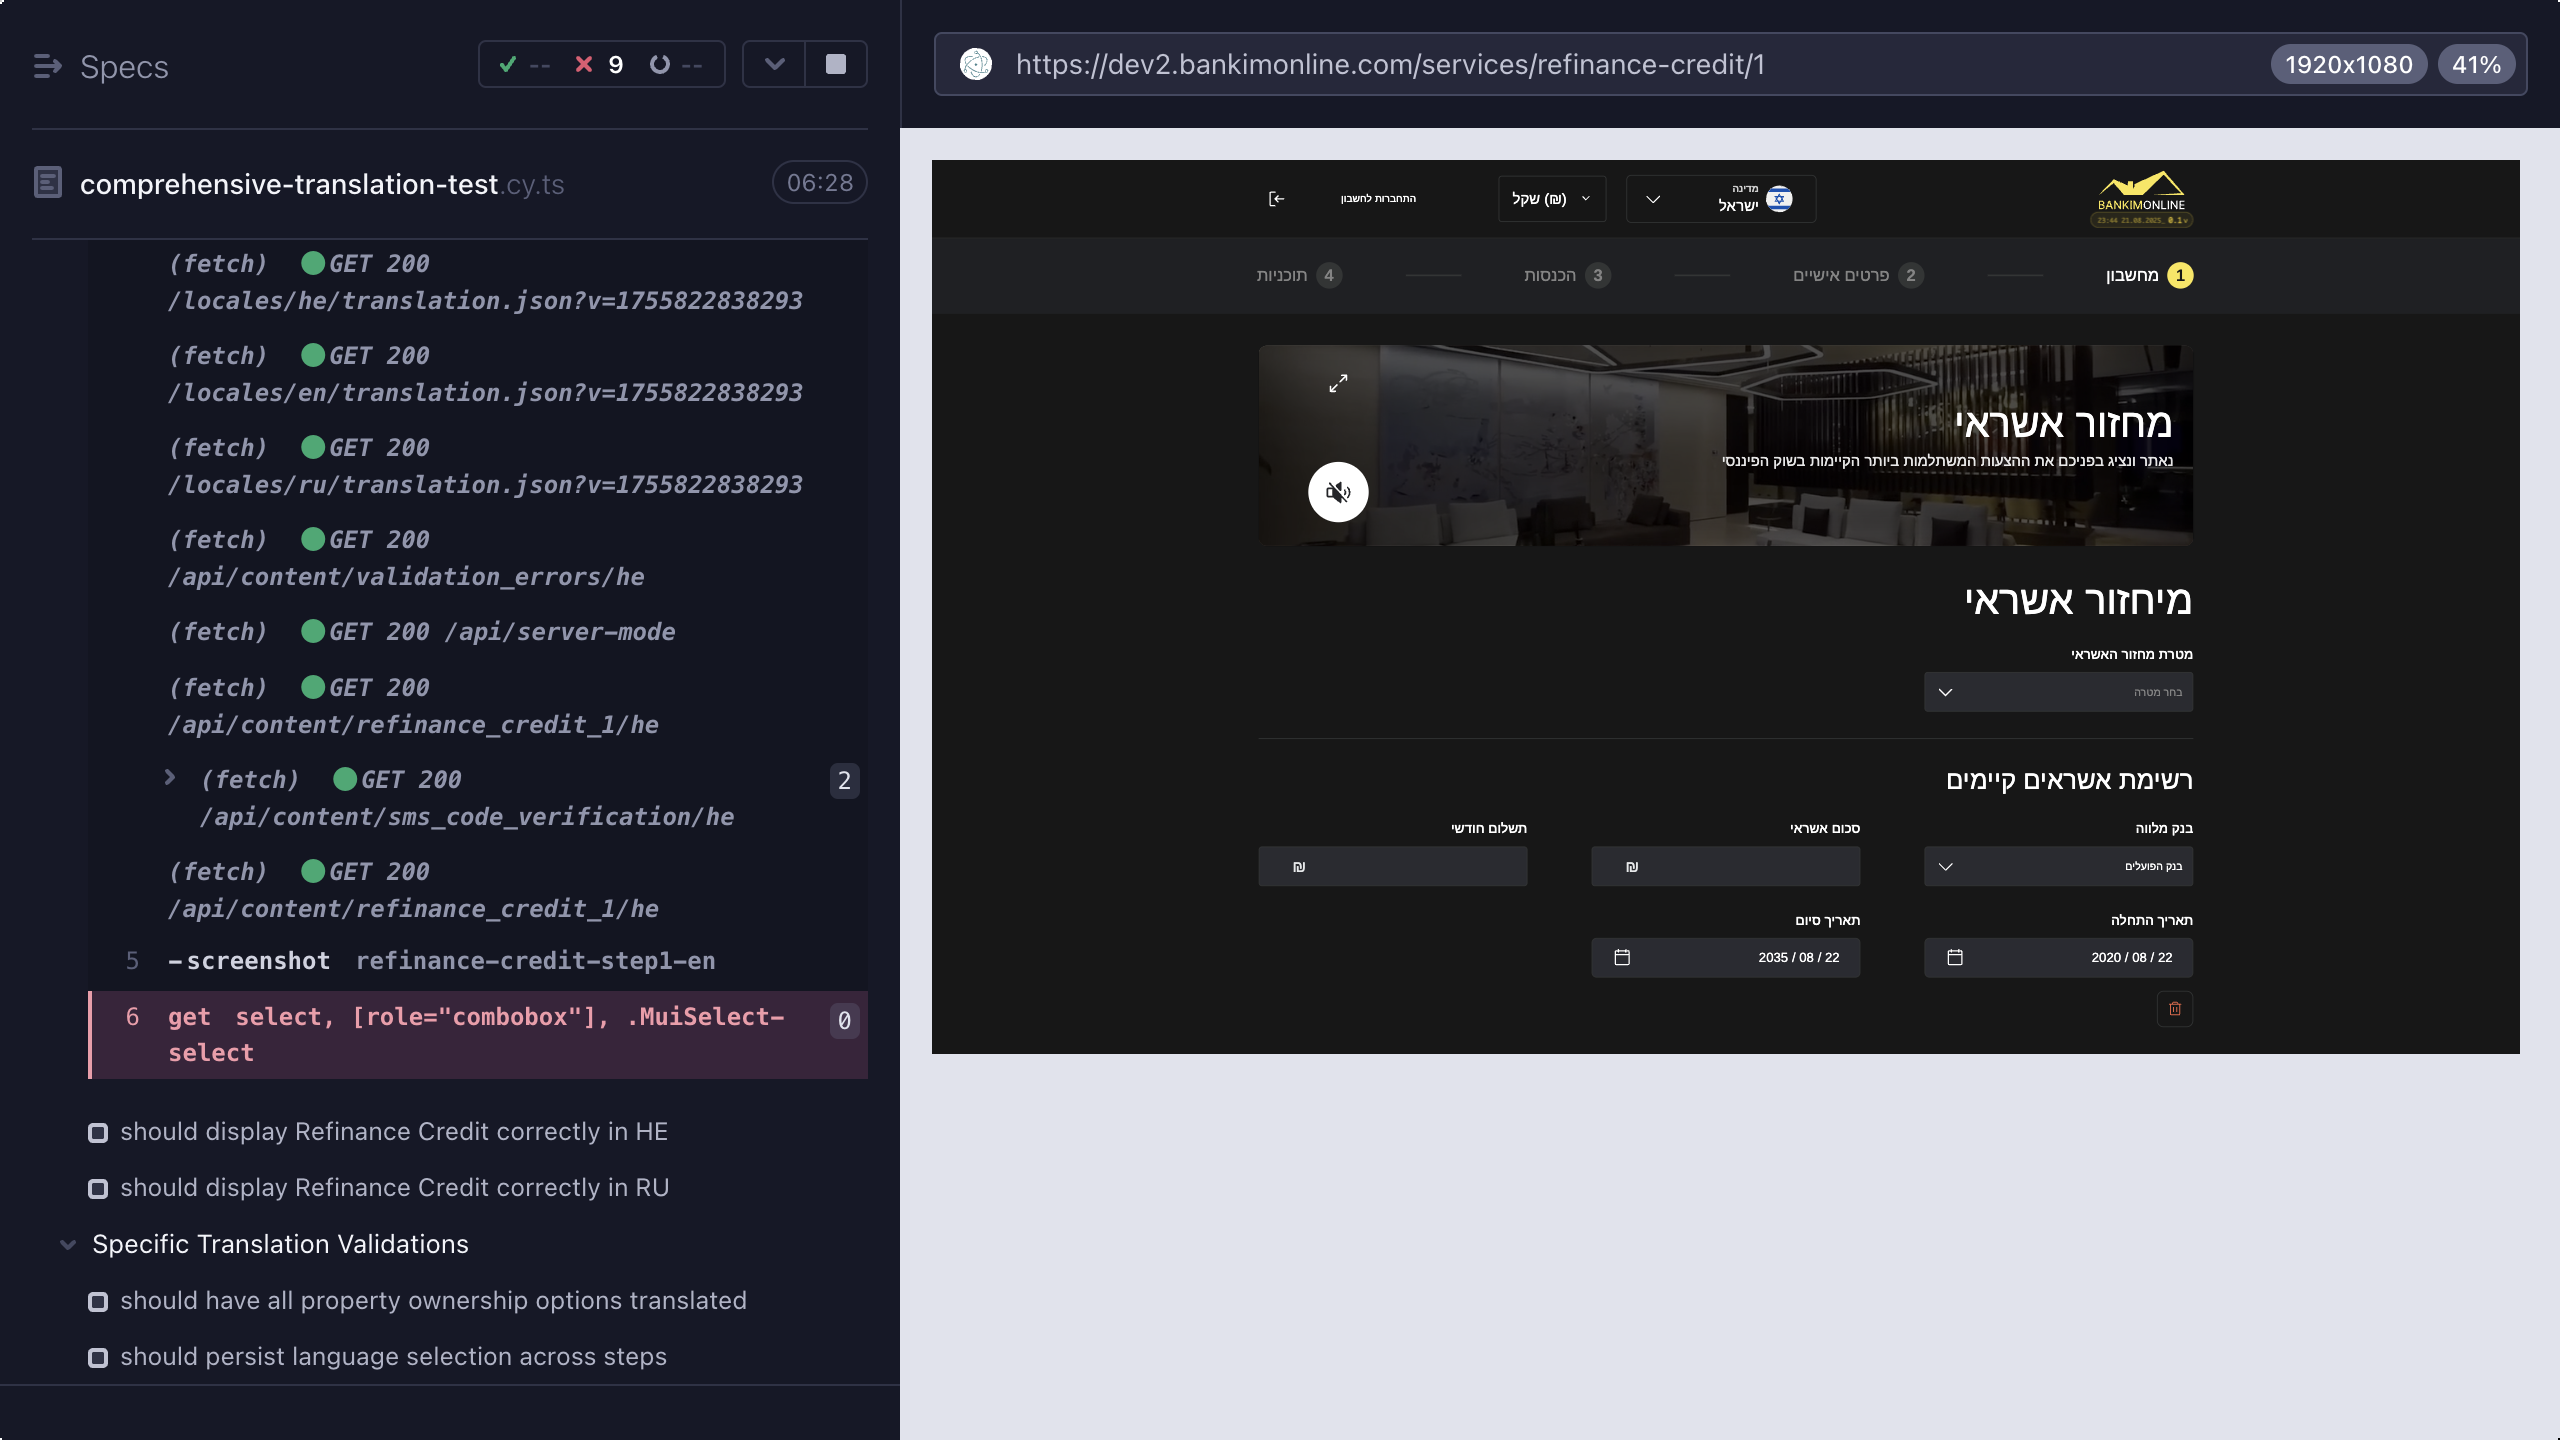 Specs
-- 9 --
comprehensive-translation-test.cy.ts 06:28
(fetch) GET 200
/locales/he/translation.json?v=1755822838293
(fetch) GET 200
/locales/en/translation.json?v=1755822838293
(fetch) GET 200
/locales/ru/translation.json?v=1755822838293
(fetch) GET 200
/api/content/validation_errors/he
(fetch) GET 200 /api/server-mode
(fetch) GET 200
/api/content/refinance_credit_1/he
(fetch) GET 200 2
/api/content/sms_code_verification/he
(fetch) GET 200
/api/content/refinance_credit_1/he
5 -screenshot refinance-credit-step1-en
6 get select, [role="combobox"], .MuiSelect-
select 0
should display Refinance Credit correctly in HE
should display Refinance Credit correctly in RU
Specific Translation Validations
should have all property ownership options translated
should persist language selection across steps
https://dev2.bankimonline.com/services/refinance-credit/1 1920x1080 41%
BANKIMONLINE
23:44 21.08.2025_ 0.1v
מדינה
ישראל
שקל (₪)
התחברות לחשבון
1 מחשבון
2 פרטים אישיים
3 הכנסות
4 תוכניות
מחזור אשראי
נאתר ונציג בפניכם את ההצעות המשתלמות ביותר הקיימות בשוק הפיננסי
מיחזור אשראי
מטרת מחזור האשראי
בחר מטרה
רשימת אשראים קיימים
בנק מלווה
בנק הפועלים
סכום אשראי
₪
תשלום חודשי
₪
תאריך התחלה
22 / 08 / 2020
תאריך סיום
22 / 08 / 2035